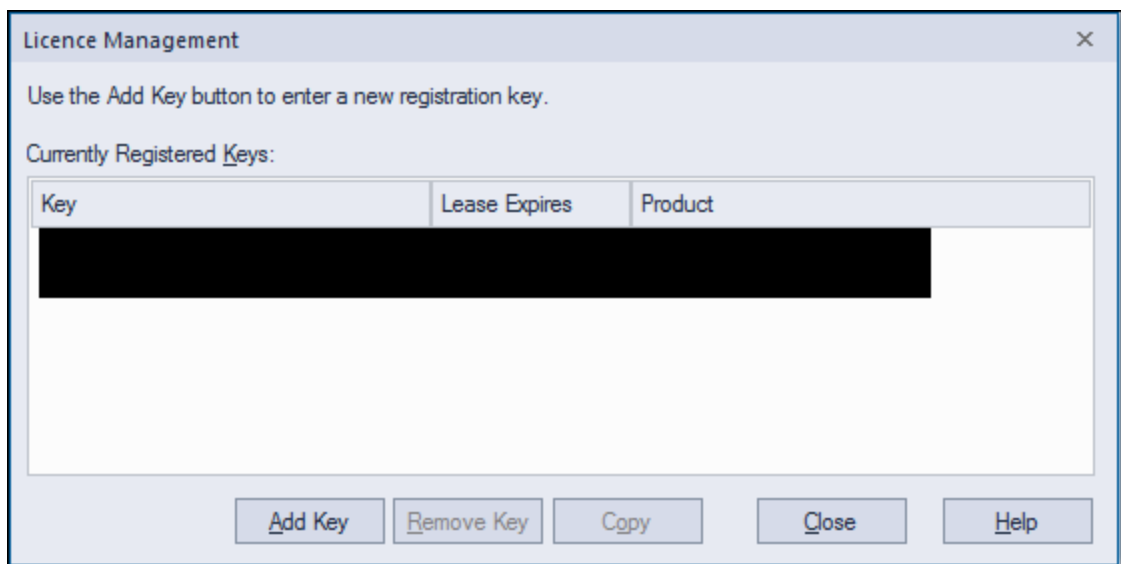 Licence Management
Use the Add Key button to enter a new registration key.
Currently Registered Keys:
Key Lease Expires Product
Add Key Remove Key Copy Close Help